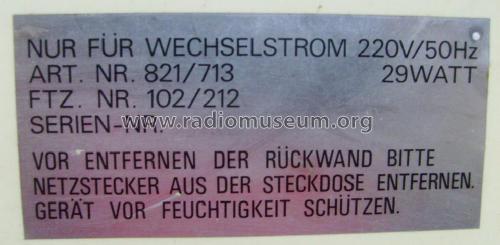 NUR FÜR WECHSELSTROM 220V/50Hz
ART. NR. 821/713 29WATT
FTZ. NR. 102/212
SERIEN-NR.
www.radiomuseum.org
VOR ENTFERNEN DER RÜCKWAND BITTE
NETZSTECKER AUS DER STECKDOSE ENTFERNEN.
GERÄT VOR FEUCHTIGKEIT SCHÜTZEN.